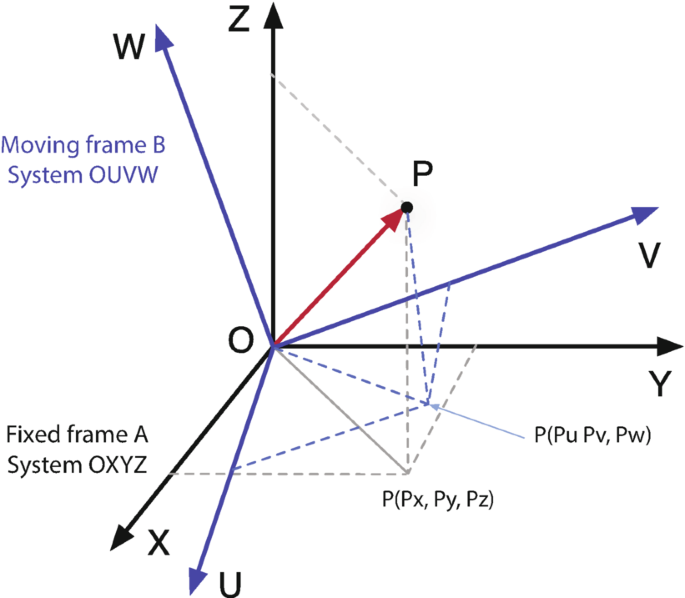 Z
W
Moving frame B
System OUVW
P
V
O
Y
Fixed frame A
System OXYZ
P(Pu Pv, Pw)
P(Px, Py, Pz)
X
U